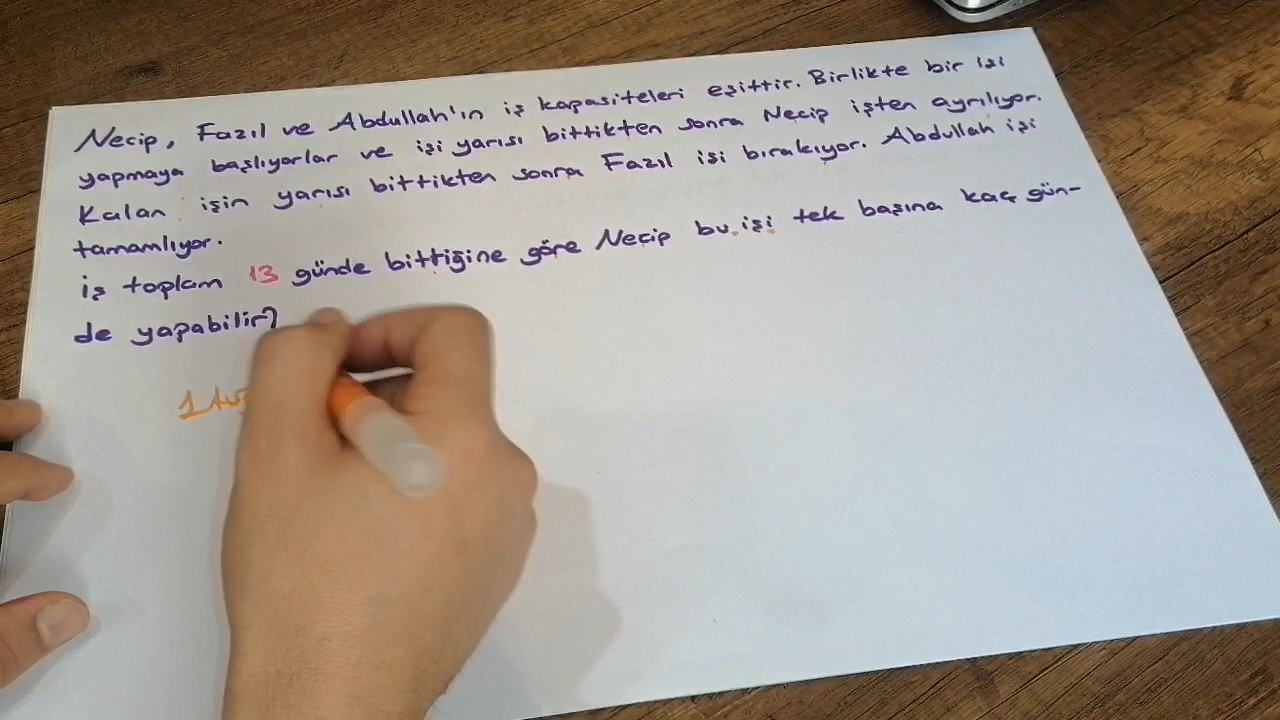 Necip, Fazıl ve Abdullah'ın iş kapasiteleri eşittir. Birlikte bir işi
yapmaya başlıyorlar ve işi yarısı bittikten sonra Necip işten ayrılıyor.
Kalan işin yarısı bittikten sonra Fazıl işi bırakıyor. Abdullah işi
tamamlıyor.
İş toplam 13 günde bittiğine göre Necip bu işi tek başına kaç gün-
de yapabilir?
1